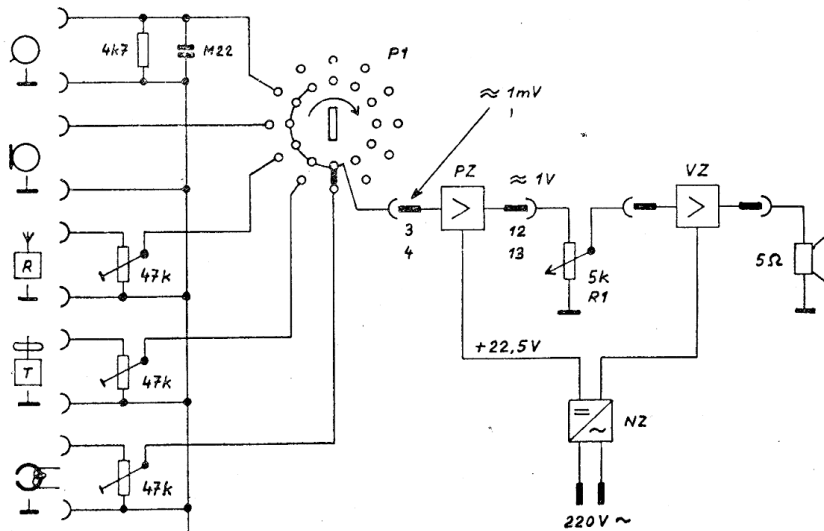 4k7
M22
P1
≈ 1mV
PZ
≈ 1V
VZ
3
4
12
13
R
47k
5k
R1
5Ω
+22,5V
T
47k
NZ
47k
220V ~